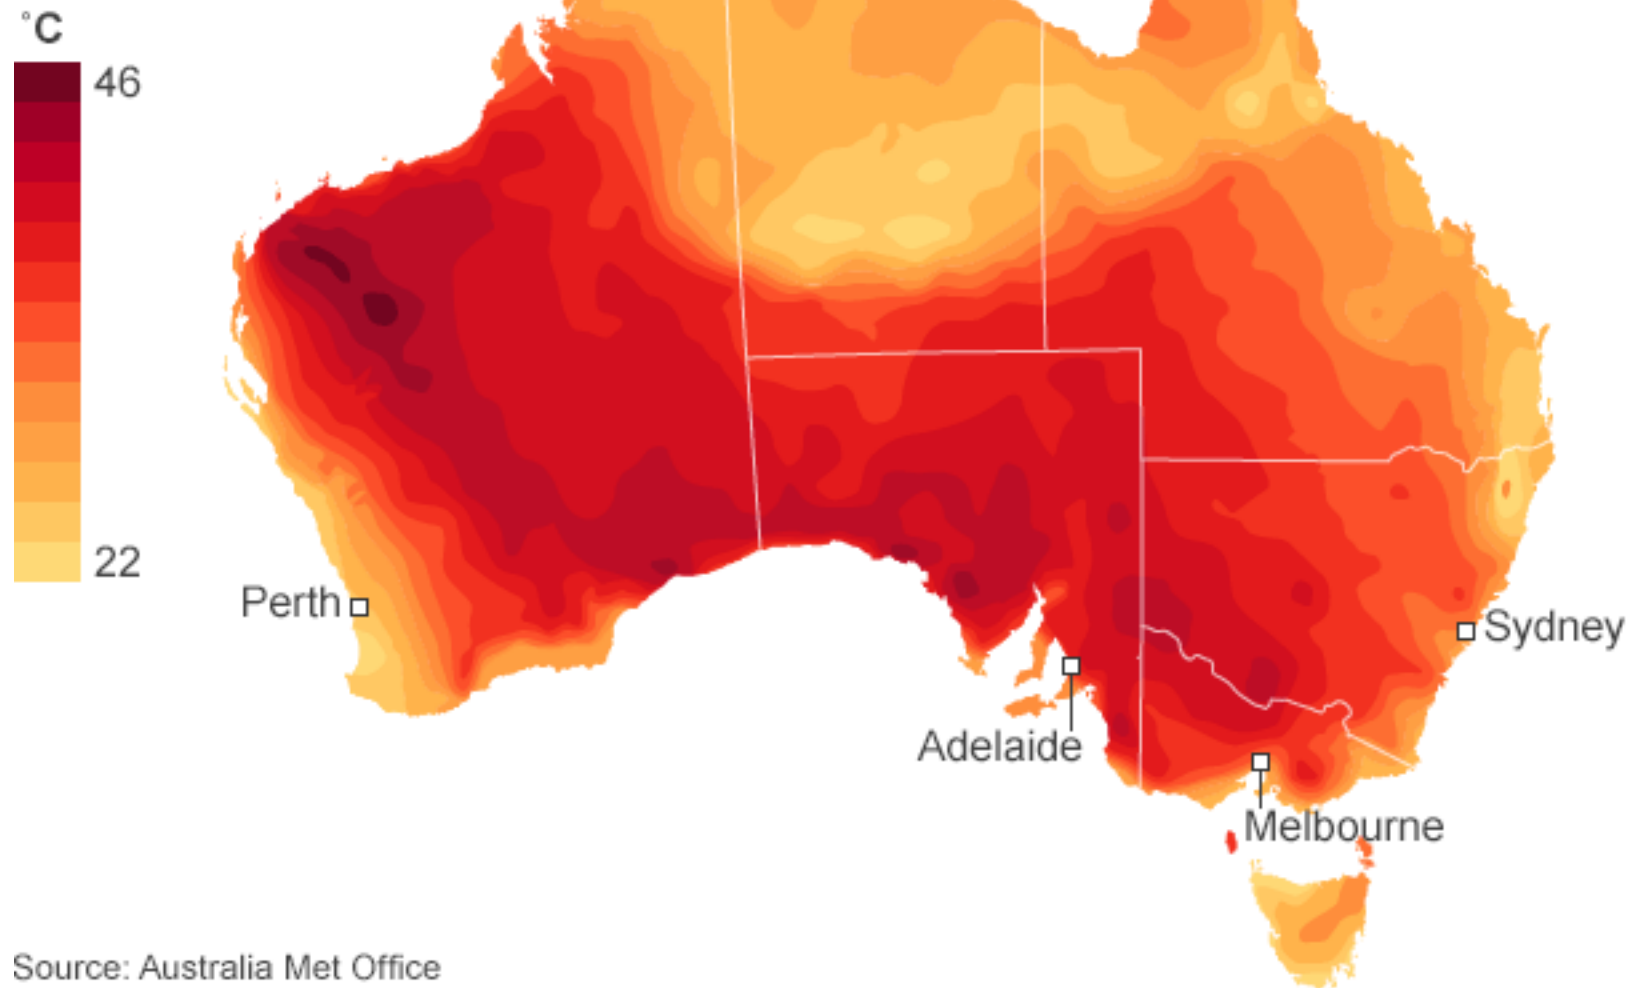 °C
46
22
Perth
Sydney
Adelaide
Melbourne
Source: Australia Met Office